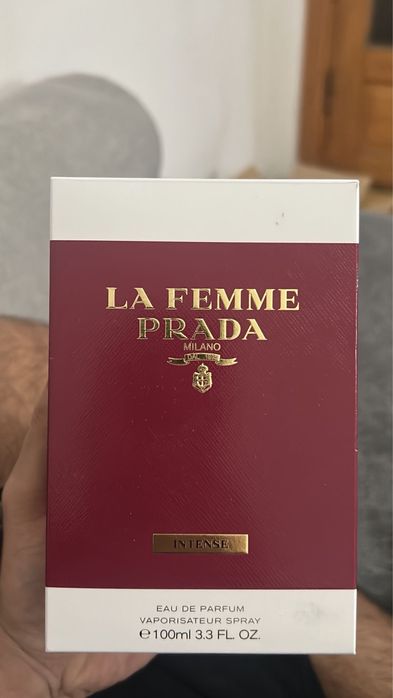 LA FEMME
PRADA
MILANO
INTENSE
EAU DE PARFUM
VAPORISATEUR SPRAY
℮100ml 3.3 FL. OZ.